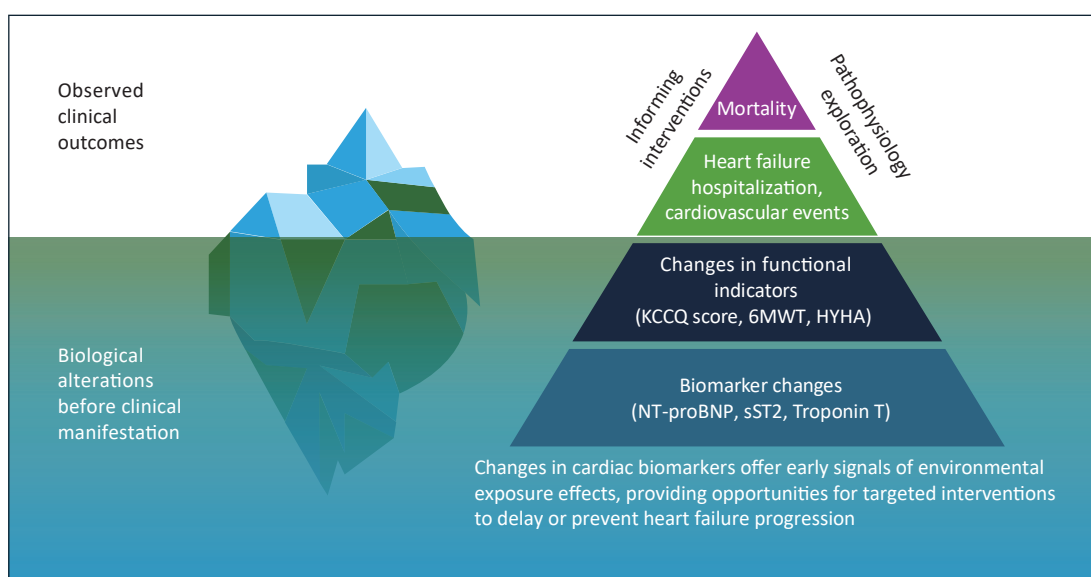 Observed
clinical
outcomes
Informing
interventions
Pathophysiology
exploration
Mortality
Heart failure
hospitalization,
cardiovascular events
Changes in functional
indicators
(KCCQ score, 6MWT, HYHA)
Biological
alterations
before clinical
manifestation
Biomarker changes
(NT-proBNP, sST2, Troponin T)
Changes in cardiac biomarkers offer early signals of environmental
exposure effects, providing opportunities for targeted interventions
to delay or prevent heart failure progression